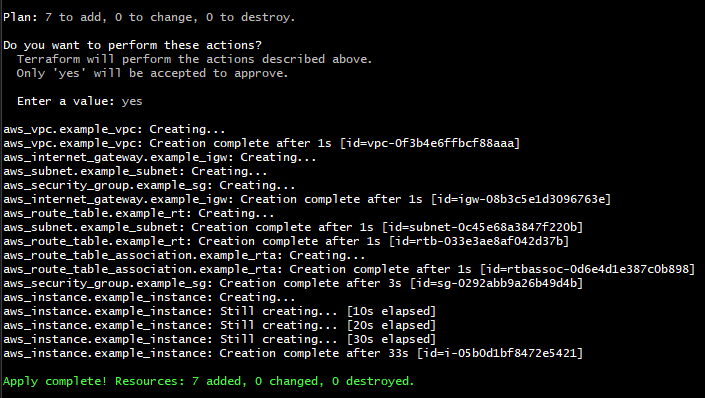 Plan: 7 to add, 0 to change, 0 to destroy.
Do you want to perform these actions?
Terraform will perform the actions described above.
Only 'yes' will be accepted to approve.
Enter a value: yes
aws_vpc.example_vpc: Creating...
aws_vpc.example_vpc: Creation complete after 1s [id=vpc-0f3b4e6ffbcf88aaa]
aws_internet_gateway.example_igw: Creating...
aws_subnet.example_subnet: Creating...
aws_security_group.example_sg: Creating...
aws_internet_gateway.example_igw: Creation complete after 1s [id=igw-08b3c5e1d3096763e]
aws_route_table.example_rt: Creating...
aws_subnet.example_subnet: Creation complete after 1s [id=subnet-0c45e68a3847f220b]
aws_route_table.example_rt: Creation complete after 1s [id=rtb-033e3ae8af042d37b]
aws_route_table_association.example_rta: Creating...
aws_route_table_association.example_rta: Creation complete after 1s [id=rtbassoc-0d6e4d1e387c0b898]
aws_security_group.example_sg: Creation complete after 3s [id=sg-0292abb9a26b49d4b]
aws_instance.example_instance: Creating...
aws_instance.example_instance: Still creating... [10s elapsed]
aws_instance.example_instance: Still creating... [20s elapsed]
aws_instance.example_instance: Still creating... [30s elapsed]
aws_instance.example_instance: Creation complete after 33s [id=i-05b0d1bf8472e5421]
Apply complete! Resources: 7 added, 0 changed, 0 destroyed.